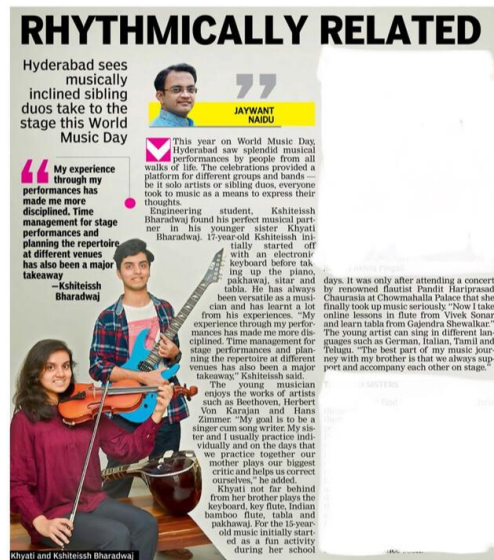 RHYTHMICALLY RELATED
Hyderabad sees
musically
inclined sibling
duos take to the
stage this World
Music Day
JAYWANT
NAIDU
My experience
through my
performances has
made me more
disciplined. Time
management for stage
performances and
planning the repertoire
at different venues
has also been a major
takeaway
—Kshiteissh
Bharadwaj
This year on World Music Day,
Hyderabad saw splendid musical
performances by people from all
walks of life. The celebrations provided a
platform for different groups and bands —
be it solo artists or sibling duos, everyone
took to music as a means to express their
thoughts.
Engineering student, Kshiteissh
Bharadwaj found his perfect musical part-
ner in his younger sister Khyati
Bharadwaj. 17-year-old Kshiteissh ini-
tially started off
with an electronic
keyboard before tak-
ing up the piano,
pakhawaj, sitar and
tabla. He has always
been versatile as a musi-
cian and has learnt a lot
from his experiences. “My
experience through my perfor-
mances has made me more dis-
ciplined. Time management for
stage performances and plan-
ning the repertoire at different
venues has also been a major
takeaway,” Kshiteissh said.
The young musician
enjoys the works of artists
such as Beethoven, Herbert
Von Karajan and Hans
Zimmer. “My goal is to be a
singer cum song writer. My sis-
ter and I usually practice indi-
vidually and on the days that
we practice together our
mother plays our biggest
critic and helps us correct
ourselves,” he added.
Khyati not far behind
from her brother plays the
keyboard, key flute, Indian
bamboo flute, tabla and
pakhawaj. For the 15-year-
old music initially start-
ed as a fun activity
during her school
days. It was only after attending a concert
by renowned flautist Pandit Hariprasad
Chaurasia at Chowmahalla Palace that she
finally took up music seriously. “Now I take
online lessons in flute from Vivek Sonar
and learn tabla from Gajendra Shewalkar.”
The young artist can sing in different lan-
guages such as German, Italian, Tamil and
Telugu. “The best part of my music jour-
ney with my brother is that we always sup-
port and accompany each other on stage.”
Khyati and Kshiteissh Bharadwaj